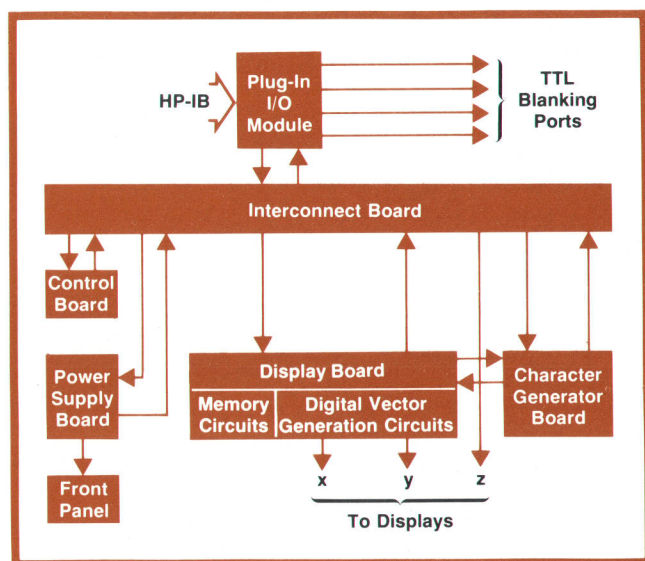 HP-IB
Plug-In
I/O
Module
TTL
Blanking
Ports
Interconnect Board
Control
Board
Power
Supply
Board
Front
Panel
Display Board
Memory
Circuits
Digital Vector
Generation Circuits
Character
Generator
Board
x y z
To Displays